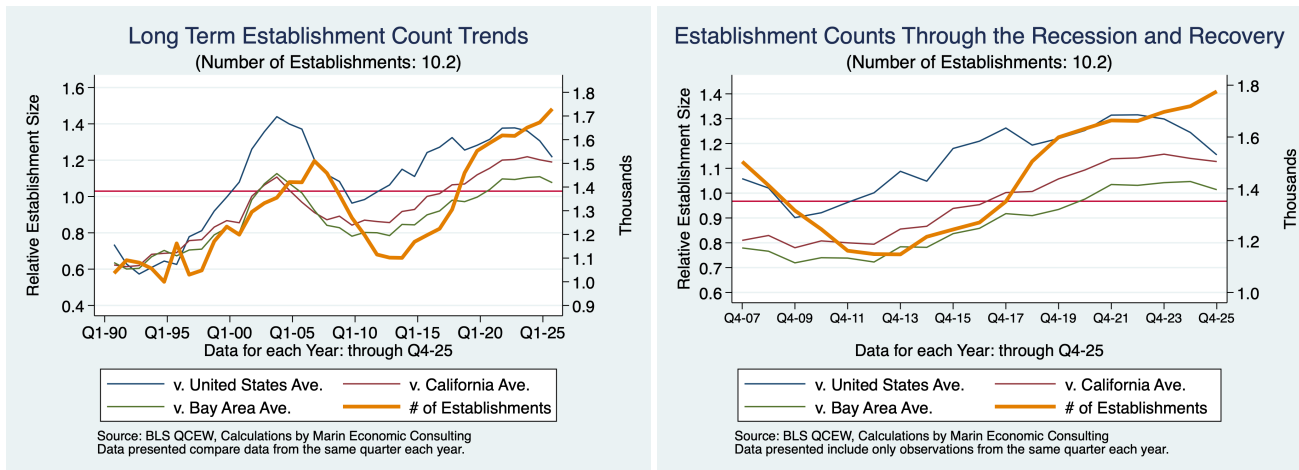 Long Term Establishment Count Trends
(Number of Establishments: 10.2)
Relative Establishment Size
1.6
1.4
1.2
1.0
0.8
0.6
0.4
1.8
1.7
1.6
1.5
1.4
1.3
1.2
1.1
1.0
0.9
Thousands
Q1-90 Q1-95 Q1-00 Q1-05 Q1-10 Q1-15 Q1-20 Q1-25
Data for each Year: through Q4-25
v. United States Ave. v. California Ave.
v. Bay Area Ave. # of Establishments
Source: BLS QCEW, Calculations by Marin Economic Consulting
Data presented compare data from the same quarter each year.
Establishment Counts Through the Recession and Recovery
(Number of Establishments: 10.2)
Relative Establishment Size
1.4
1.3
1.2
1.1
1.0
0.9
0.8
0.7
0.6
1.8
1.6
1.4
1.2
1.0
Thousands
Q4-07 Q4-09 Q4-11 Q4-13 Q4-15 Q4-17 Q4-19 Q4-21 Q4-23 Q4-25
Data for each Year: through Q4-25
v. United States Ave. v. California Ave.
v. Bay Area Ave. # of Establishments
Source: BLS QCEW, Calculations by Marin Economic Consulting
Data presented include only observations from the same quarter each year.